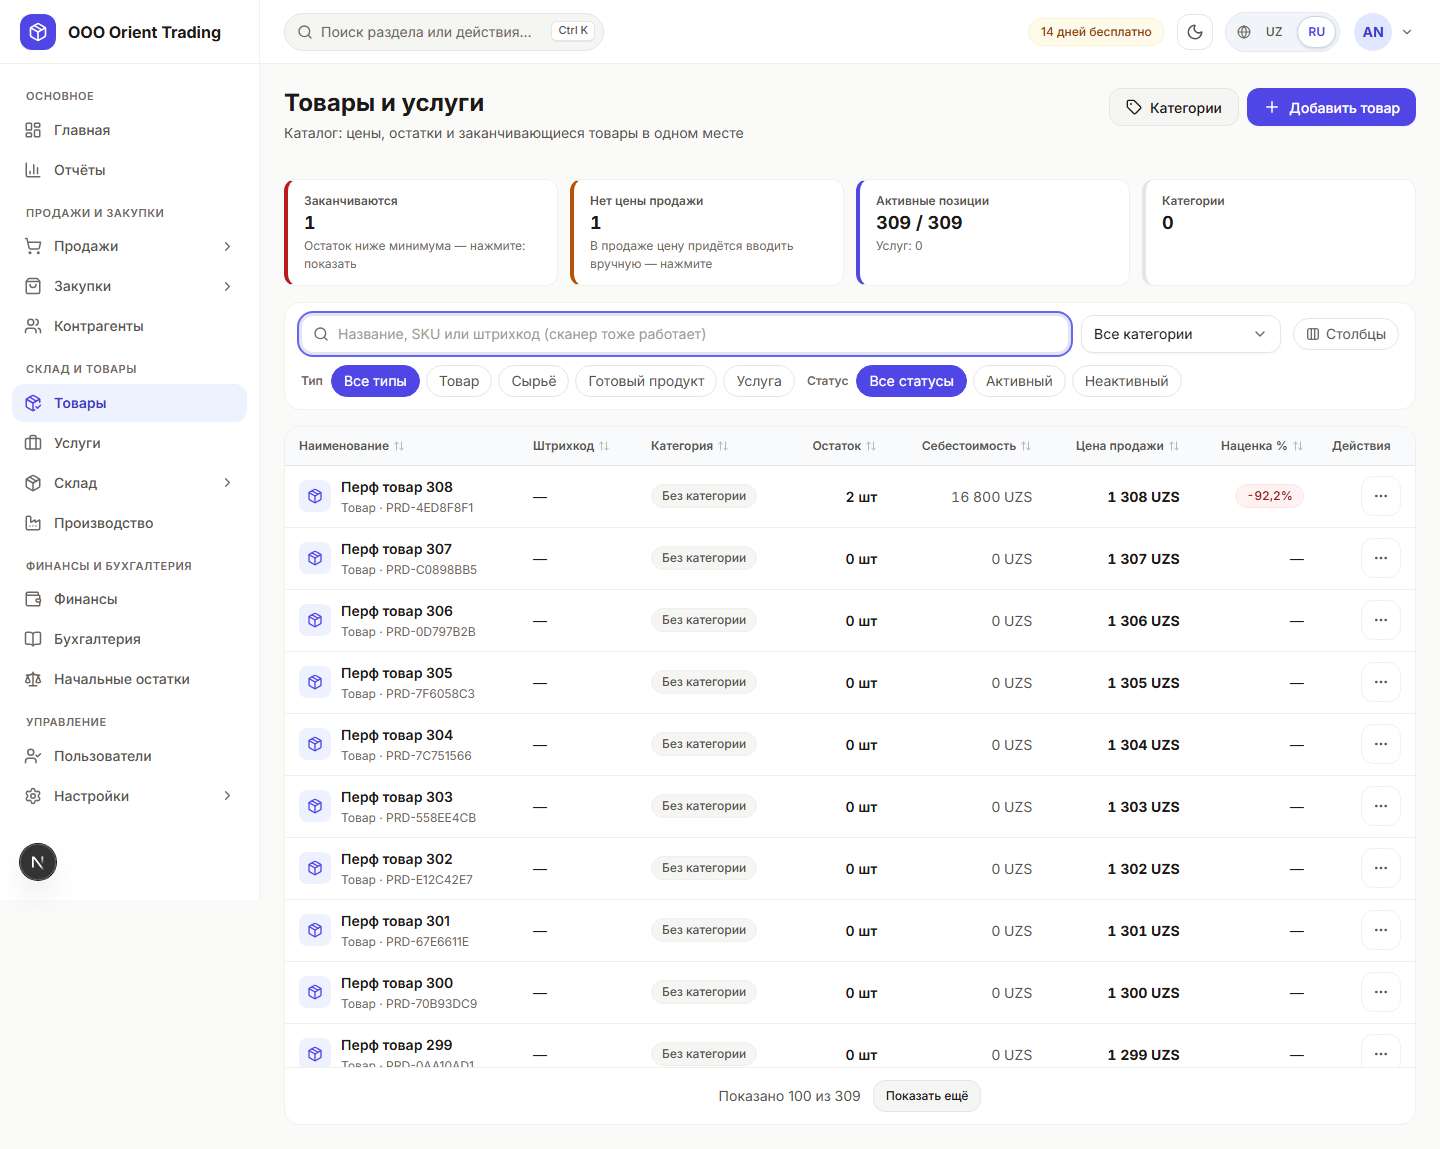 ООО Orient Trading
Поиск раздела или действия...
Ctrl K
14 дней бесплатно
UZ
RU
AN
ОСНОВНОЕ
Главная
Отчёты
ПРОДАЖИ И ЗАКУПКИ
Продажи
Закупки
Контрагенты
СКЛАД И ТОВАРЫ
Товары
Услуги
Склад
Производство
ФИНАНСЫ И БУХГАЛТЕРИЯ
Финансы
Бухгалтерия
Начальные остатки
УПРАВЛЕНИЕ
Пользователи
Настройки
N
Товары и услуги
Каталог: цены, остатки и заканчивающиеся товары в одном месте
Категории
Добавить товар
Заканчиваются
1
Остаток ниже минимума — нажмите:
показать
Нет цены продажи
1
В продаже цену придётся вводить
вручную — нажмите
Активные позиции
309 / 309
Услуг: 0
Категории
0
Название, SKU или штрихкод (сканер тоже работает)
Все категории
Столбцы
Тип Все типы Товар Сырьё Готовый продукт Услуга Статус Все статусы Активный Неактивный
Наименование Штрихкод Категория Остаток Себестоимость Цена продажи Наценка % Действия
Перф товар 308
Товар · PRD-4ED8F8F1
— Без категории 2 шт 16 800 UZS 1 308 UZS -92,2%
Перф товар 307
Товар · PRD-C0898BB5
— Без категории 0 шт 0 UZS 1 307 UZS —
Перф товар 306
Товар · PRD-0D797B2B
— Без категории 0 шт 0 UZS 1 306 UZS —
Перф товар 305
Товар · PRD-7F6058C3
— Без категории 0 шт 0 UZS 1 305 UZS —
Перф товар 304
Товар · PRD-7C751566
— Без категории 0 шт 0 UZS 1 304 UZS —
Перф товар 303
Товар · PRD-558EE4CB
— Без категории 0 шт 0 UZS 1 303 UZS —
Перф товар 302
Товар · PRD-E12C42E7
— Без категории 0 шт 0 UZS 1 302 UZS —
Перф товар 301
Товар · PRD-67E6611E
— Без категории 0 шт 0 UZS 1 301 UZS —
Перф товар 300
Товар · PRD-70B93DC9
— Без категории 0 шт 0 UZS 1 300 UZS —
Перф товар 299
Товар · PRD-0AA10AD1
— Без категории 0 шт 0 UZS 1 299 UZS —
Показано 100 из 309
Показать ещё